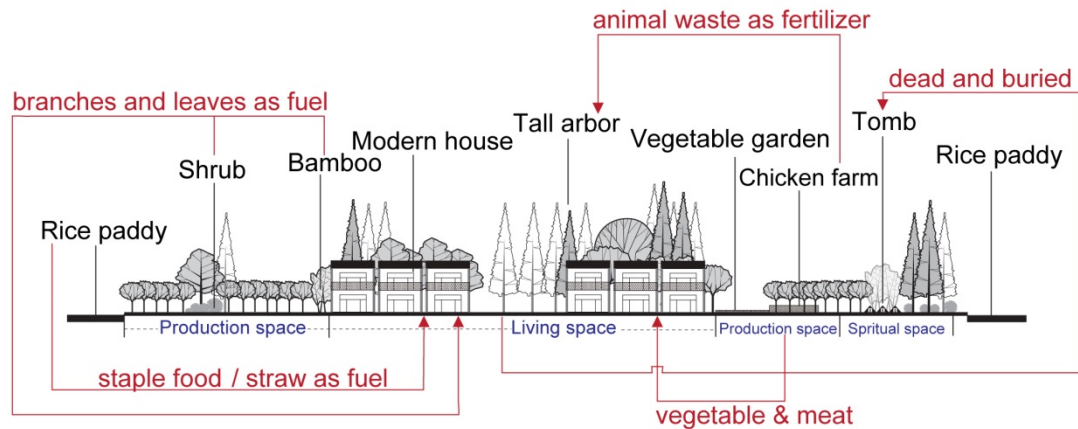 animal waste as fertilizer
dead and buried
branches and leaves as fuel
Tall arbor
Tomb
Modern house
Vegetable garden
Shrub
Bamboo
Chicken farm
Rice paddy
Rice paddy
Production space
Living space
Production space
Spritual space
staple food / straw as fuel
vegetable & meat